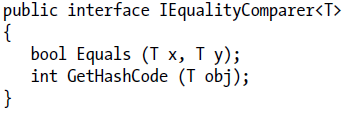 public interface IEqualityComparer<T>
{
   bool Equals (T x, T y);
   int GetHashCode (T obj);
}